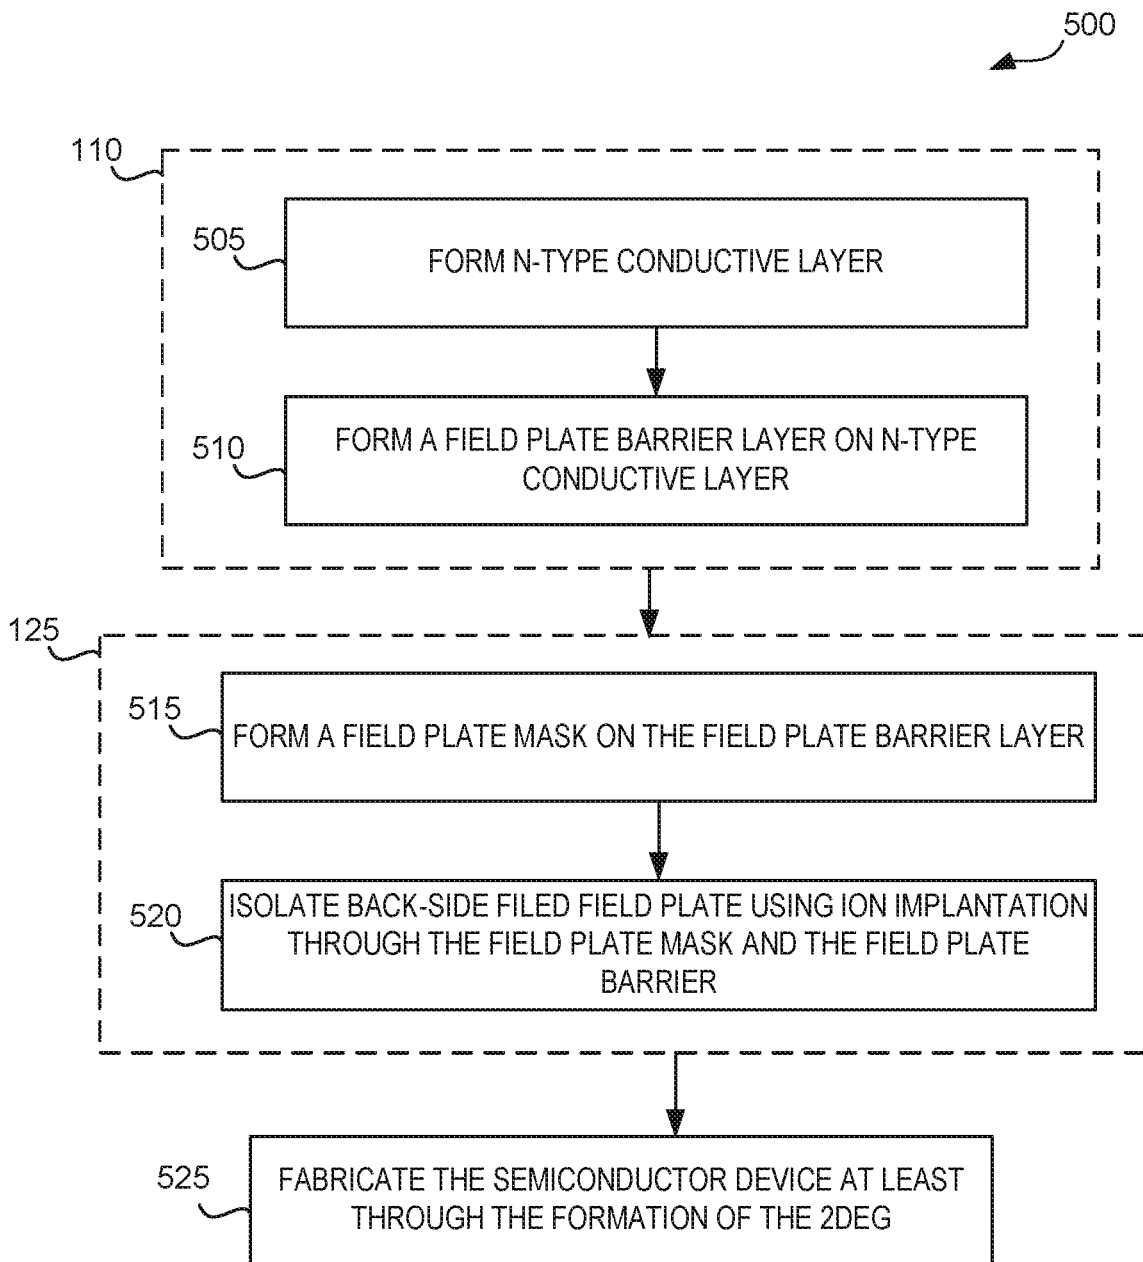 500
110
505
FORM N-TYPE CONDUCTIVE LAYER
510
FORM A FIELD PLATE BARRIER LAYER ON N-TYPE
CONDUCTIVE LAYER
125
515
FORM A FIELD PLATE MASK ON THE FIELD PLATE BARRIER LAYER
520
ISOLATE BACK-SIDE FILED FIELD PLATE USING ION IMPLANTATION
THROUGH THE FIELD PLATE MASK AND THE FIELD PLATE
BARRIER
525
FABRICATE THE SEMICONDUCTOR DEVICE AT LEAST
THROUGH THE FORMATION OF THE 2DEG